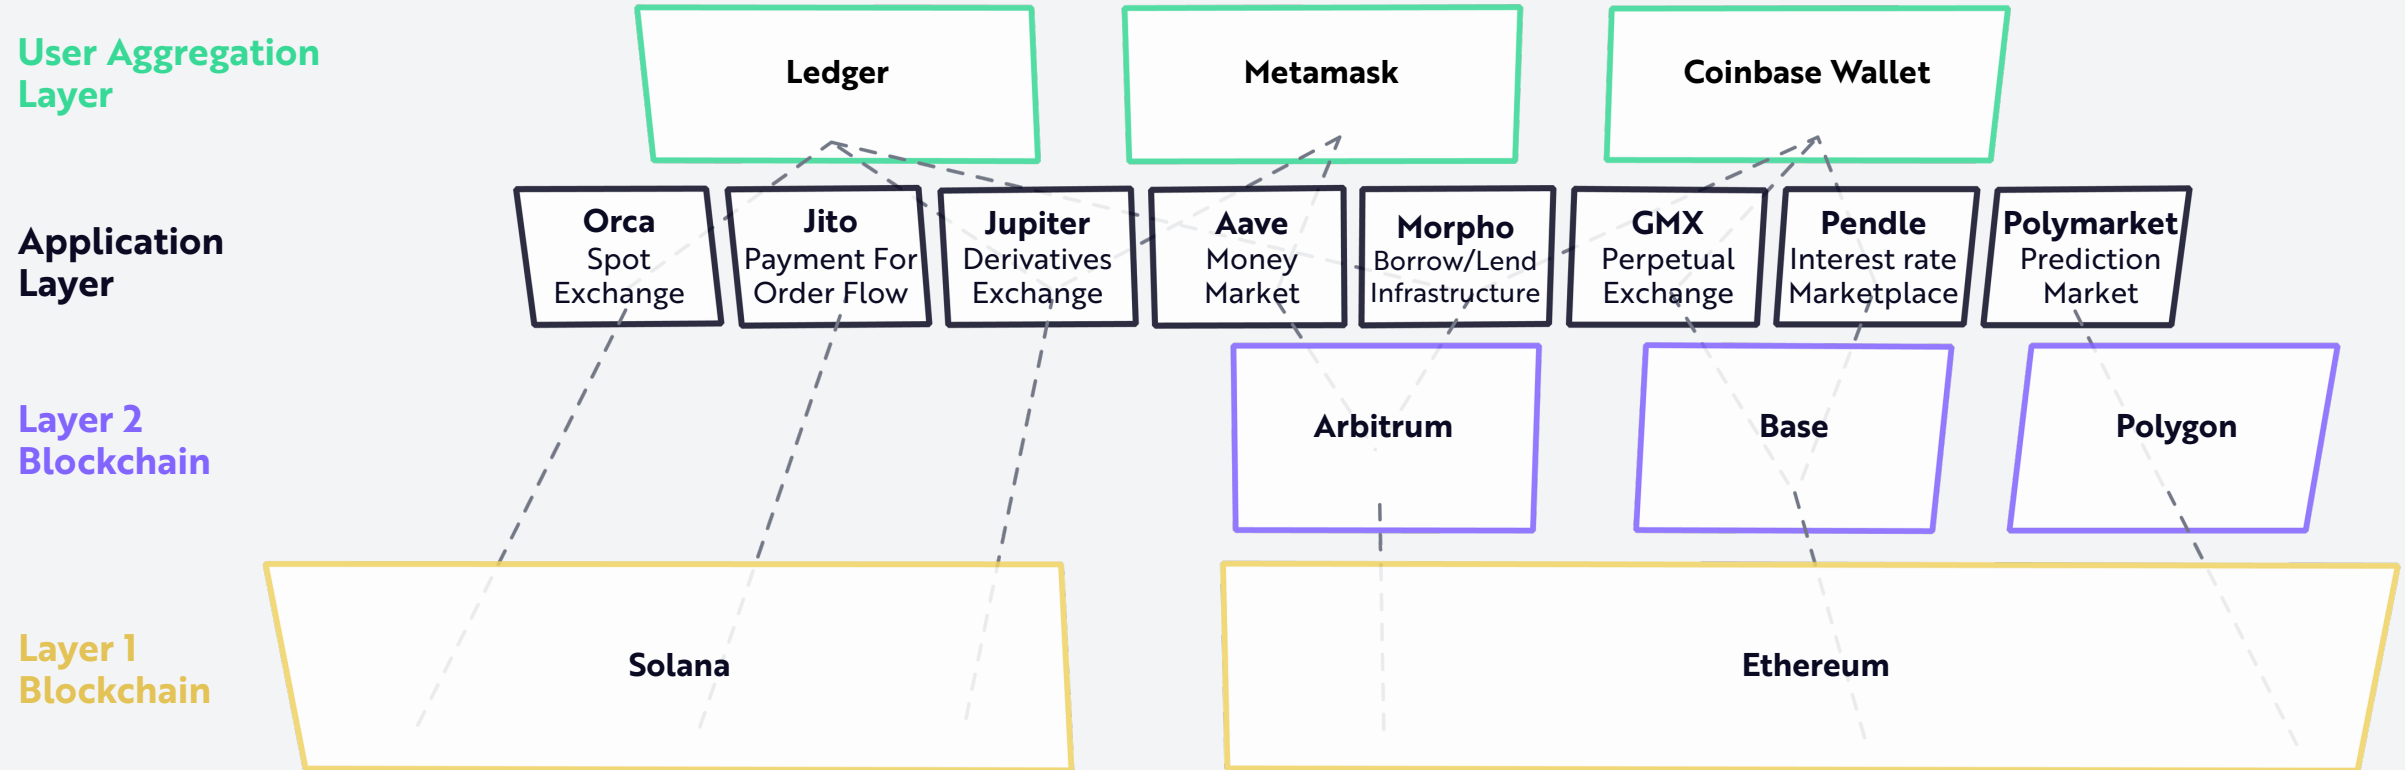 User Aggregation
Layer
Ledger
Metamask
Coinbase Wallet
Application
Layer
Orca
Spot
Exchange
Jito
Payment For
Order Flow
Jupiter
Derivatives
Exchange
Aave
Money
Market
Morpho
Borrow/Lend
Infrastructure
GMX
Perpetual
Exchange
Pendle
Interest rate
Marketplace
Polymarket
Prediction
Market
Layer 2
Blockchain
Arbitrum
Base
Polygon
Layer 1
Blockchain
Solana
Ethereum